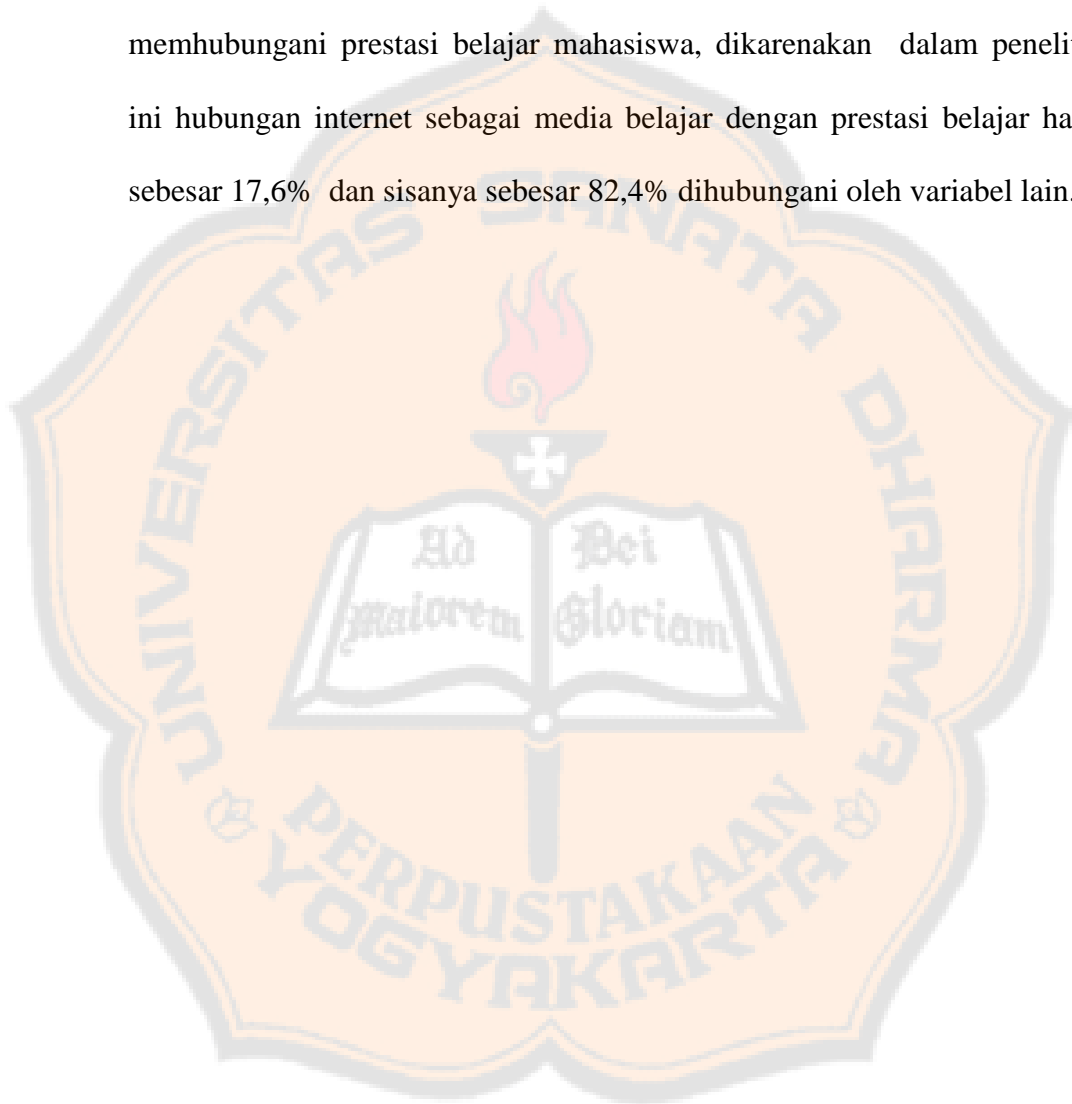 memhubungani prestasi belajar mahasiswa, dikarenakan dalam penelit
ini hubungan internet sebagai media belajar dengan prestasi belajar ha
sebesar 17,6% dan sisanya sebesar 82,4% dihubungani oleh variabel lain.
UNIVERSITAS SANATA DHARMA
Ad Dei
Maiorem Gloriam
PERPUSTAKAAN
YOGYAKARTA